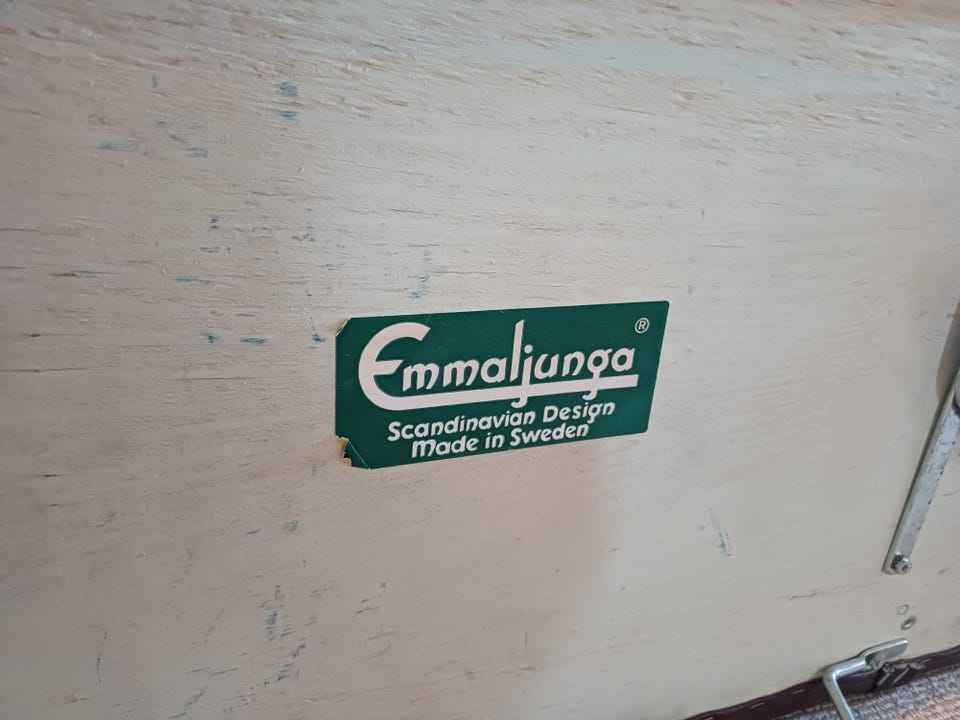 Emmaljunga ®
Scandinavian Design
Made in Sweden